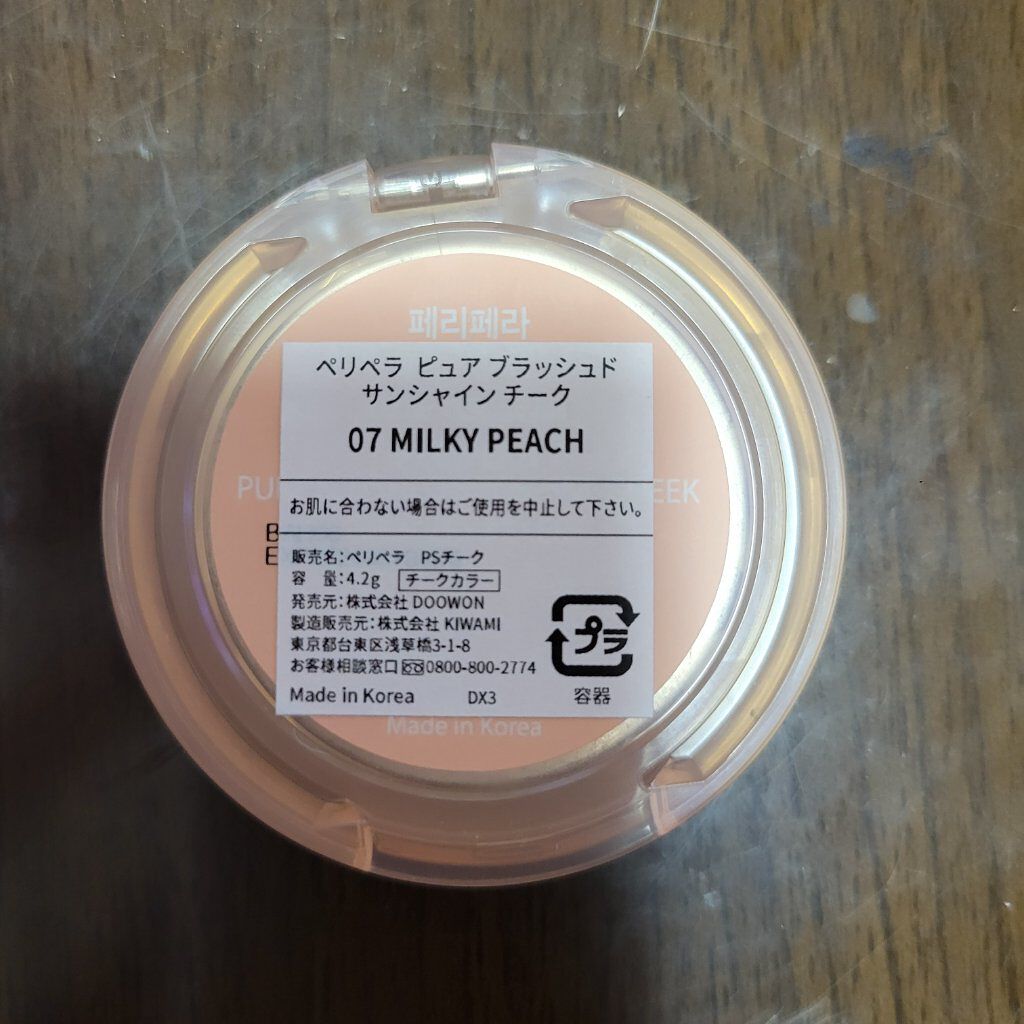 페리페라
ペリペラ ピュア ブラッシュド
サンシャイン チーク
07 MILKY PEACH
お肌に合わない場合はご使用を中止して下さい。
販売名：ペリペラ PSチーク
容 量：4.2g チークカラー
発売元：株式会社 DOOWON
製造販売元：株式会社 KIWAMI
東京都台東区浅草橋3-1-8
お客様相談窓口 0800-800-2774
Made in Korea DX3
プラ
容器
Made in Korea